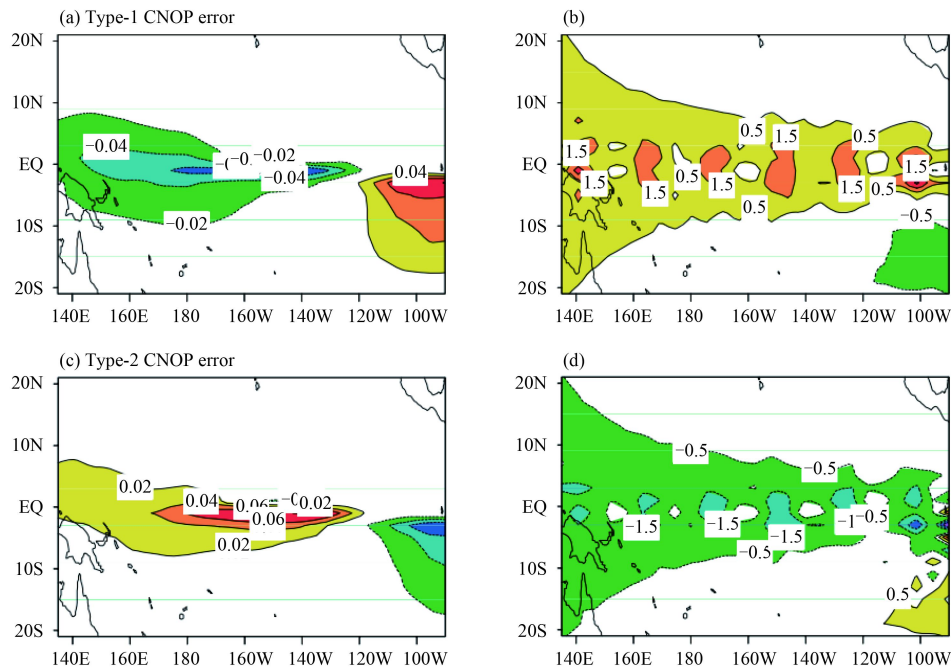 (a) Type-1 CNOP error
(b)
20N
10N
EQ
10S
20S
−0.04
−0.02
−0.04
−0.02
0.04
140E 160E 180 160W 140W 120W 100W
20N
10N
EQ
10S
20S
0.5 1.5 0.5
1.5 1.5
1.5 1.5 0.5 1.5 1.5 0.5
0.5
−0.5
140E 160E 180 160W 140W 120W 100W
(c) Type-2 CNOP error
(d)
20N
10N
EQ
10S
20S
0.02
0.04 0.06 0.02
0.06
0.02
140E 160E 180 160W 140W 120W 100W
20N
10N
EQ
10S
20S
−0.5 −0.5
−1.5 −1.5 −0.5
−1.5
−0.5 −0.5
0.5
140E 160E 180 160W 140W 120W 100W